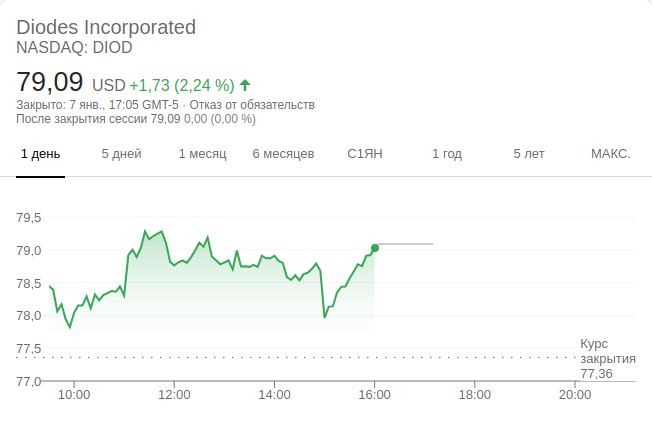 Diodes Incorporated
NASDAQ: DIOD
79,09 USD +1,73 (2,24 %)
Закрыто: 7 янв., 17:05 GMT-5 · Отказ от обязательств
После закрытия сессии 79,09 0,00 (0,00 %)
1 день 5 дней 1 месяц 6 месяцев С1ЯН 1 год 5 лет МАКС.
79,5
79,0
78,5
78,0
77,5
77,0
Курс
закрытия
77,36
10:00 12:00 14:00 16:00 18:00 20:00